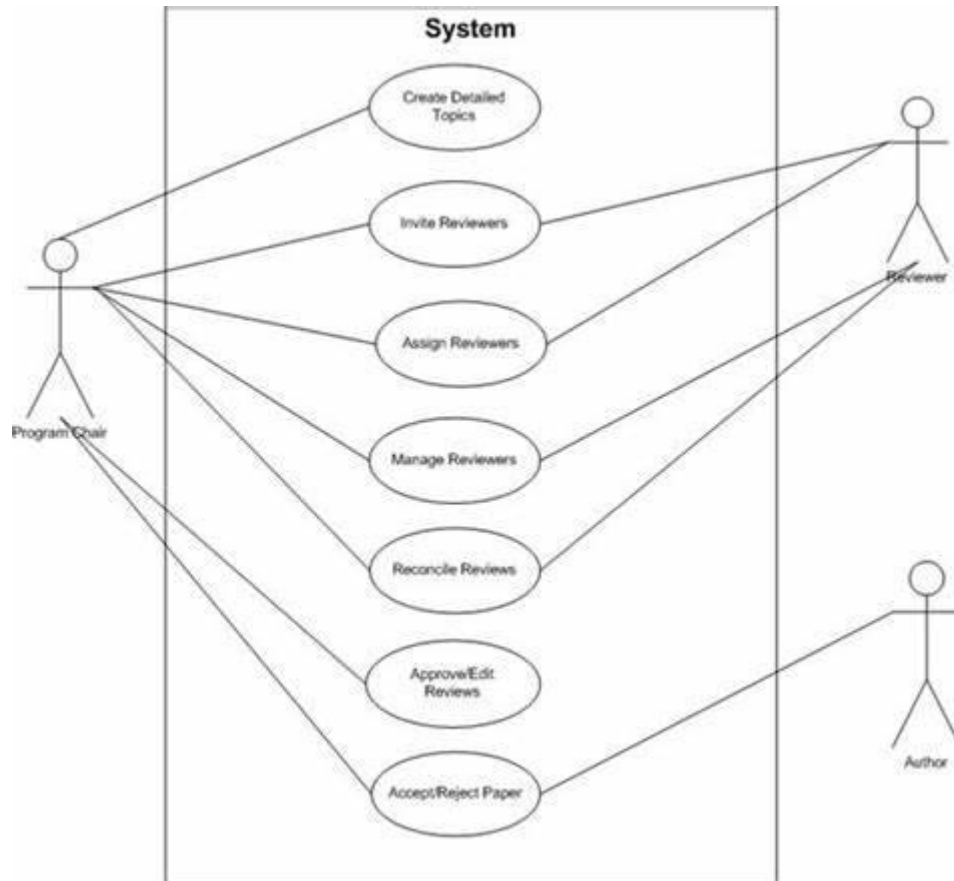 System
Create Detailed
Topics
Invite Reviewers
Reviewer
Assign Reviewers
Program Chair
Manage Reviewers
Reconcile Reviews
Approve/Edit
Reviews
Author
Accept/Reject Paper